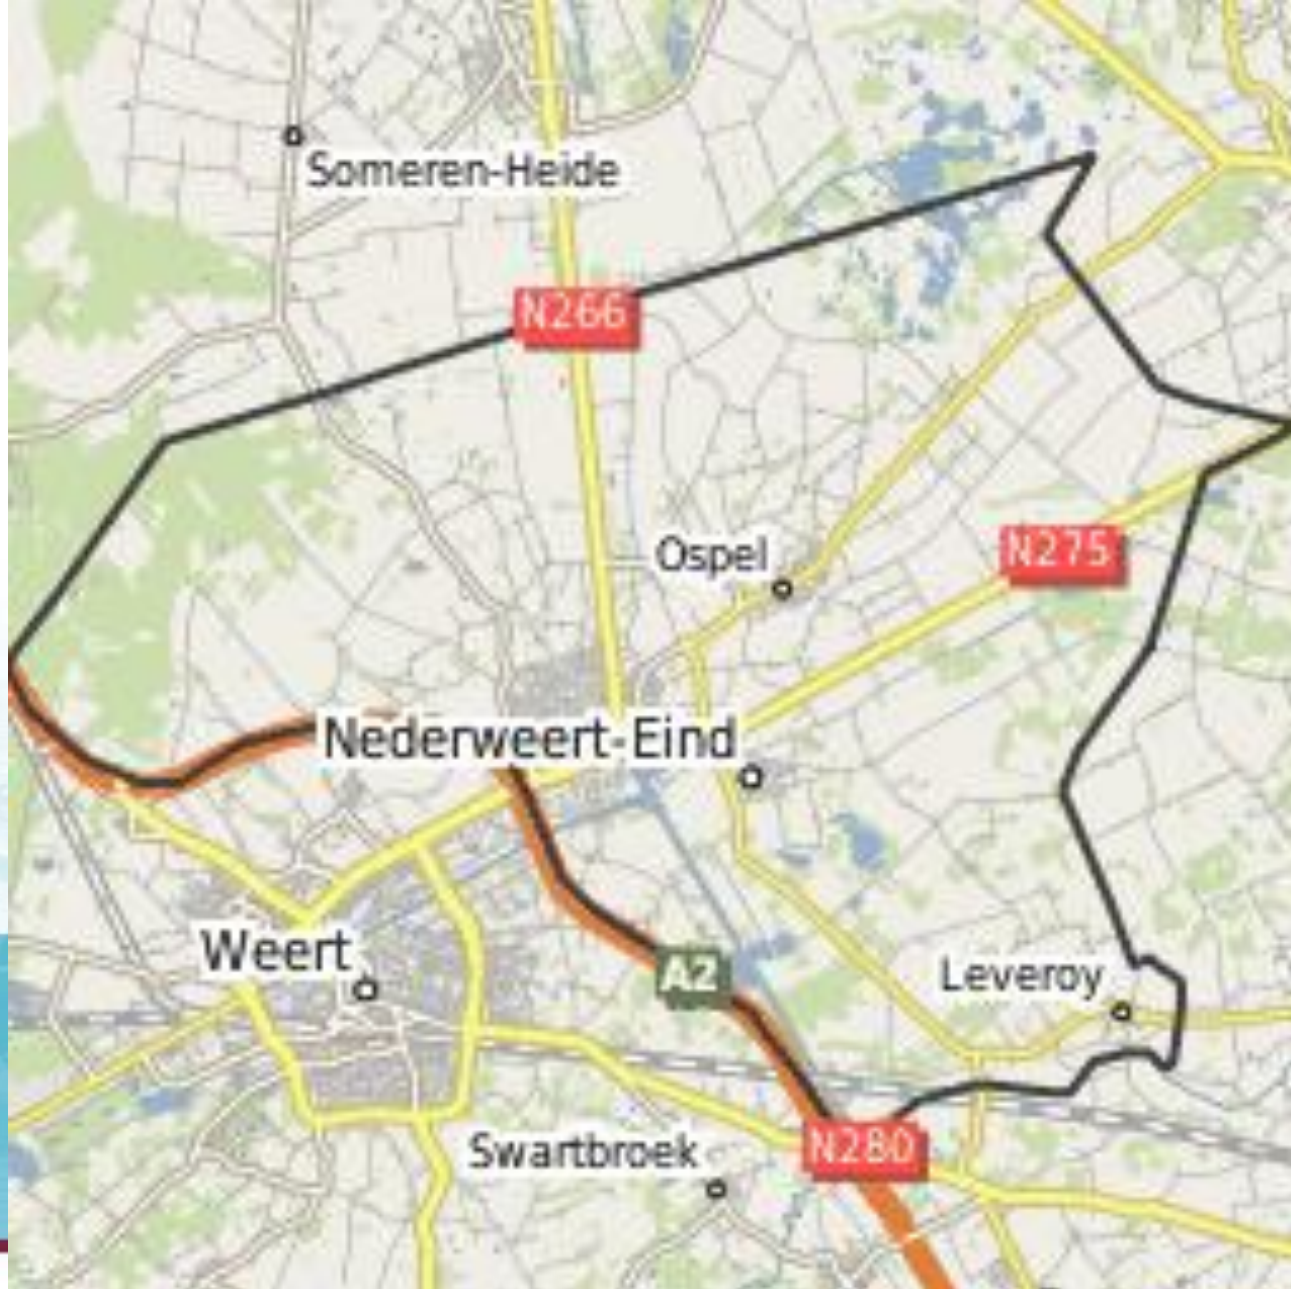 Someren-Heide
N266
Ospel
N275
Nederweert-Eind
Weert
A2
Leveroy
Swartbroek
N280